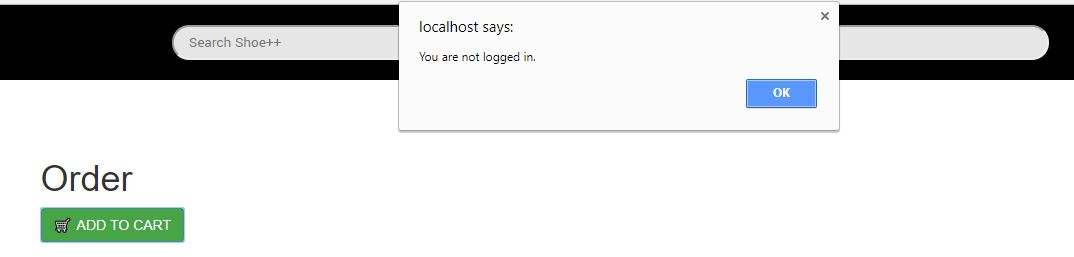 localhost says:
Search Shoe++
You are not logged in.
OK
Order
ADD TO CART